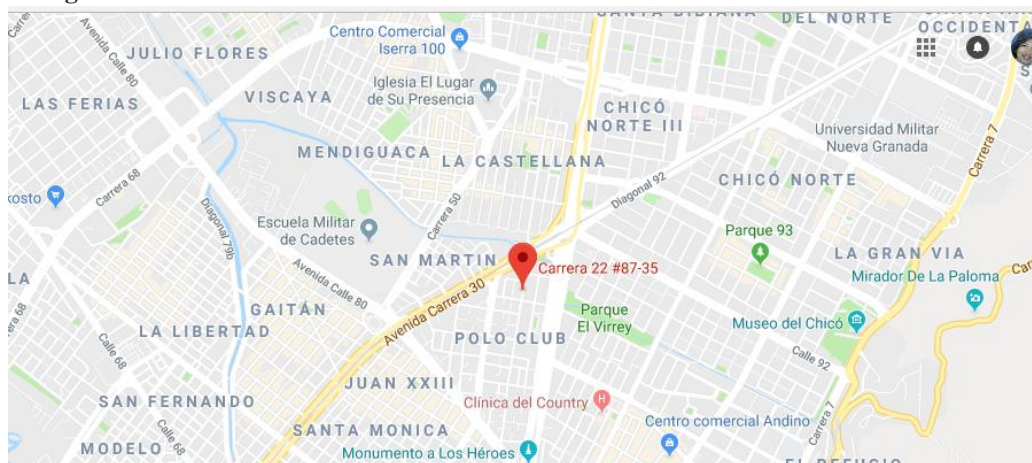 DEL NORTE
OCCIDENTA
Centro Comercial
Iserra 100
Avenida Calle 80
JULIO FLORES
Iglesia El Lugar
de Su Presencia
LAS FERIAS
VISCAYA
CHICÓ
NORTE III
Universidad Militar
Nueva Granada
Carrera 7
MENDIGUACA
LA CASTELLANA
Carrera 68
Diagonal 92
CHICÓ NORTE
kosto
Diagonal 79b
Escuela Militar
de Cadetes
Carrera 50
Parque 93
SAN MARTIN
Carrera 22 #87-35
LA GRAN VIA
Mirador De La Paloma
LA
Avenida Calle 80
GAITÁN
Avenida Carrera 30
Parque
El Virrey
Museo del Chicó
LA LIBERTAD
POLO CLUB
Calle 68
Calle 92
JUAN XXIII
Clínica del Country
SAN FERNANDO
Carrera 7
SANTA MONICA
Centro comercial Andino
MODELO
Calle 68
Monumento a Los Héroes